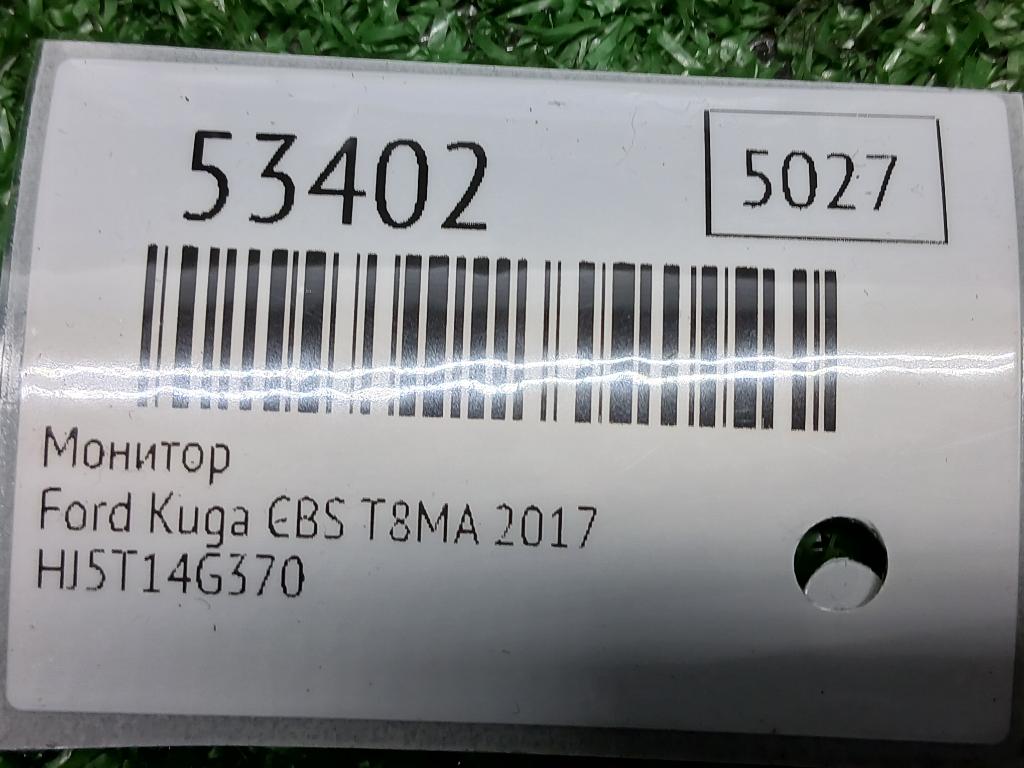 53402
5027
Монитор
Ford Kuga CBS T8MA 2017
HJ5T14G370